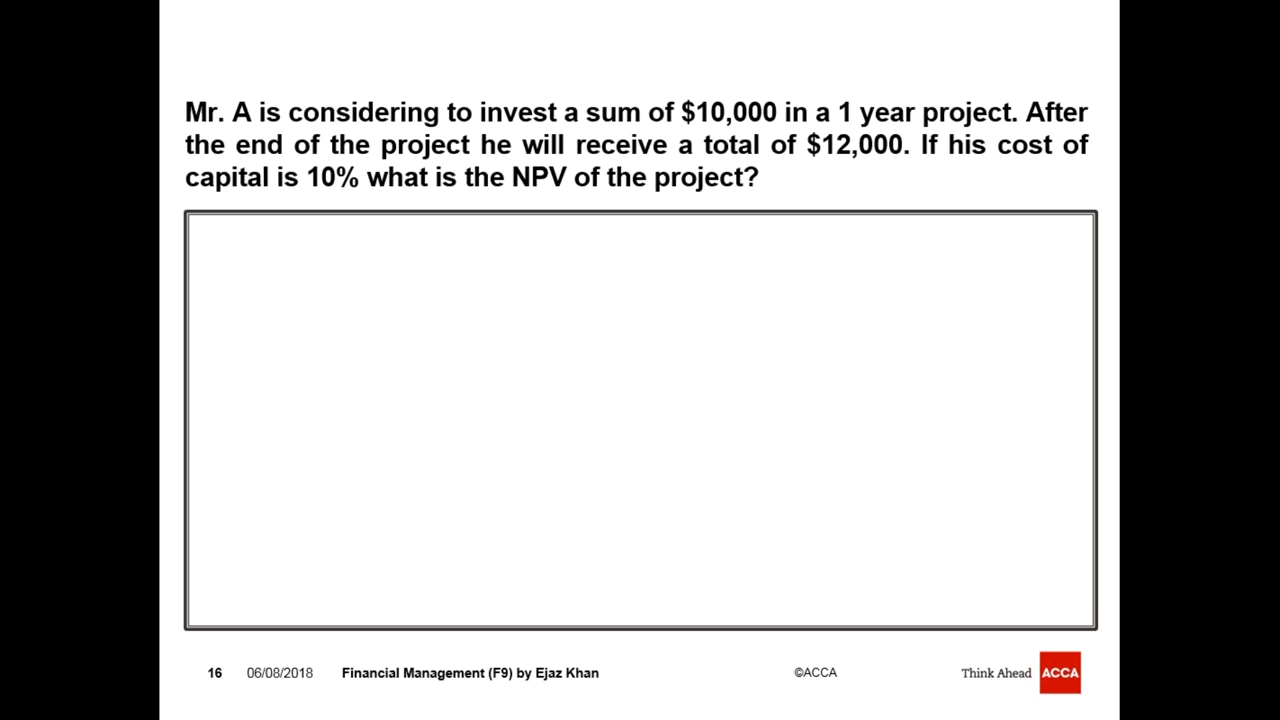 Mr. A is considering to invest a sum of $10,000 in a 1 year project. After
the end of the project he will receive a total of $12,000. If his cost of
capital is 10% what is the NPV of the project?
16 06/08/2018 Financial Management (F9) by Ejaz Khan ©ACCA Think Ahead ACCA